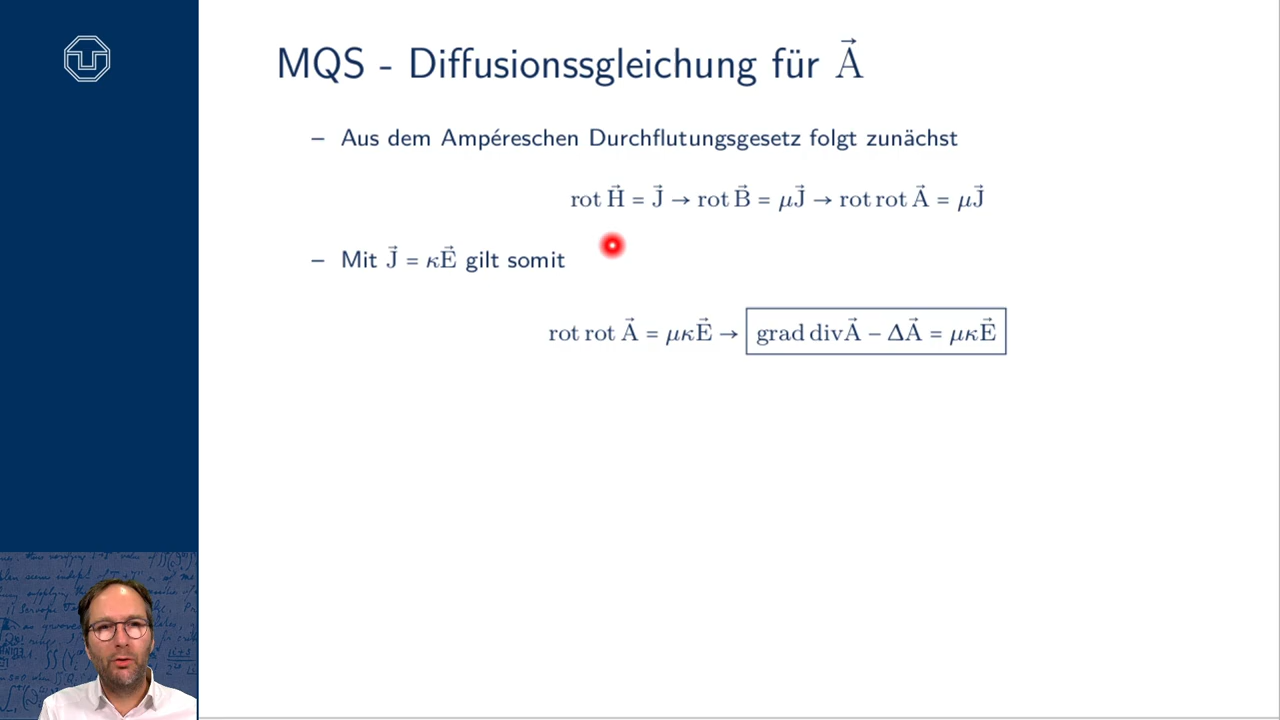 MQS - Diffusionssgleichung für A⃗
– Aus dem Ampéreschen Durchflutungsgesetz folgt zunächst
rot H⃗ = J⃗ → rot B⃗ = μJ⃗ → rot rot A⃗ = μJ⃗
– Mit J⃗ = κE⃗ gilt somit
rot rot A⃗ = μκE⃗ → grad divA⃗ – ΔA⃗ = μκE⃗